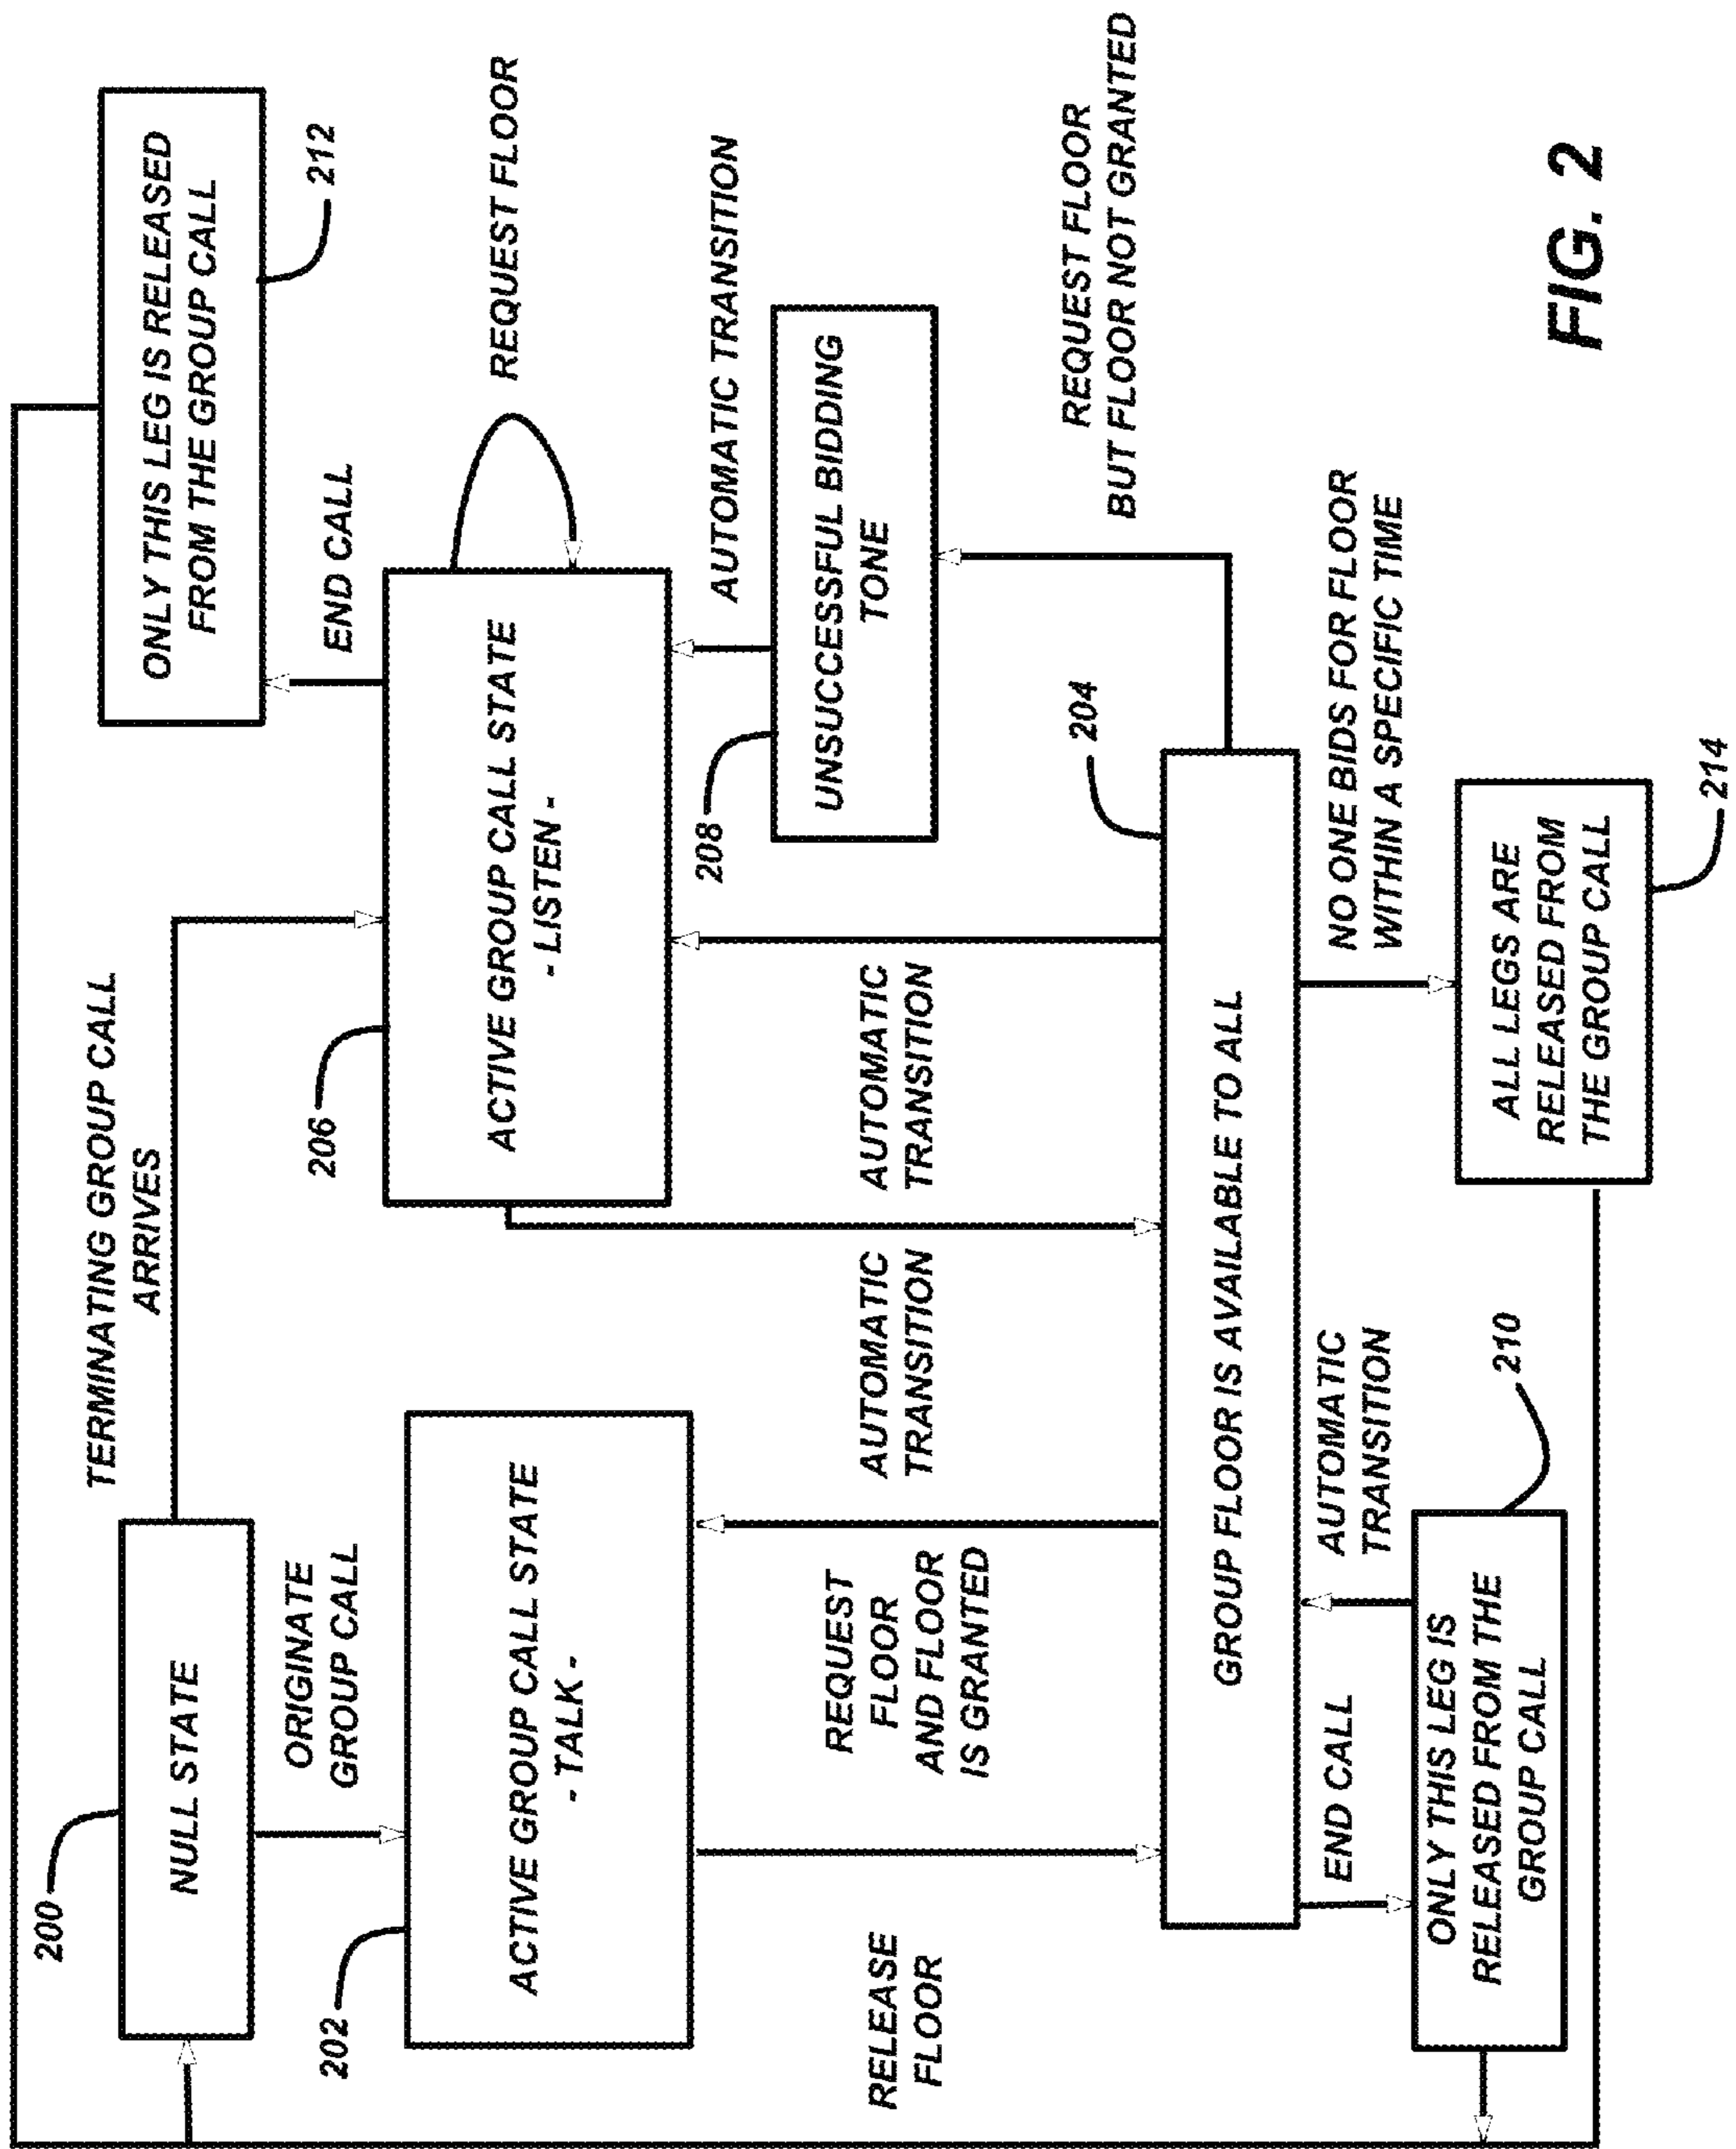 200
NULL STATE
TERMINATING GROUP CALL
ARRIVES
ONLY THIS LEG IS RELEASED
FROM THE GROUP CALL
212
ORIGINATE
GROUP CALL
END CALL
206
202
ACTIVE GROUP CALL STATE
- TALK -
ACTIVE GROUP CALL STATE
- LISTEN -
REQUEST FLOOR
AUTOMATIC TRANSITION
208
UNSUCCESSFUL BIDDING
TONE
RELEASE
FLOOR
REQUEST
FLOOR
AND FLOOR
IS GRANTED
AUTOMATIC
TRANSITION
AUTOMATIC
TRANSITION
204
REQUEST FLOOR
BUT FLOOR NOT GRANTED
GROUP FLOOR IS AVAILABLE TO ALL
END CALL
AUTOMATIC
TRANSITION
NO ONE BIDS FOR FLOOR
WITHIN A SPECIFIC TIME
ONLY THIS LEG IS
RELEASED FROM THE
GROUP CALL
210
ALL LEGS ARE
RELEASED FROM
THE GROUP CALL
214
FIG. 2